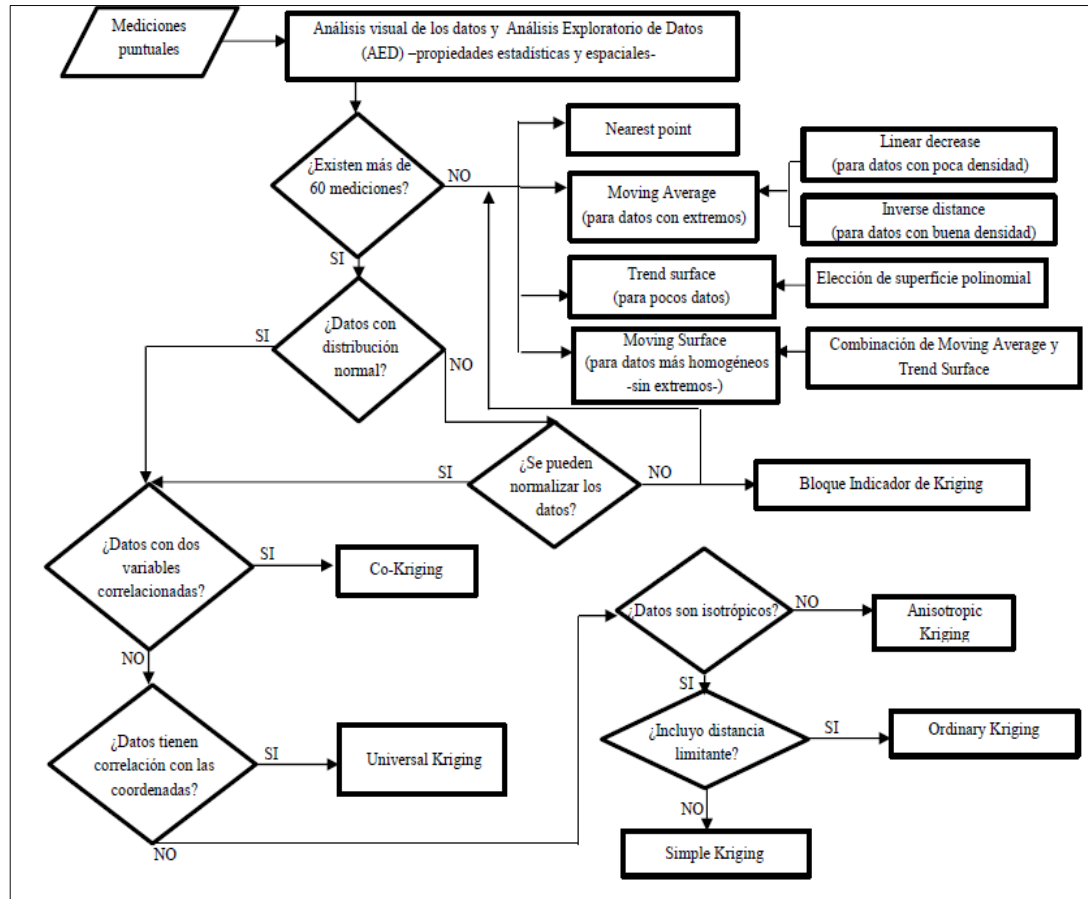 Mediciones
puntuales
Análisis visual de los datos y Análisis Exploratorio de Datos
(AED) –propiedades estadísticas y espaciales-
¿Existen más de
60 mediciones?
NO
SI
Nearest point
Moving Average
(para datos con extremos)
Linear decrease
(para datos con poca densidad)
Inverse distance
(para datos con buena densidad)
Trend surface
(para pocos datos)
Elección de superficie polinomial
Moving Surface
(para datos más homogéneos
-sin extremos-)
Combinación de Moving Average y
Trend Surface
¿Datos con
distribución
normal?
SI
NO
¿Se pueden
normalizar los
datos?
SI
NO
Bloque Indicador de Kriging
¿Datos con dos
variables
correlacionadas?
SI
Co-Kriging
NO
¿Datos tienen
correlación con las
coordenadas?
SI
Universal Kriging
NO
¿Datos son isotrópicos?
NO
Anisotropic
Kriging
SI
¿Incluyo distancia
limitante?
SI
Ordinary Kriging
NO
Simple Kriging